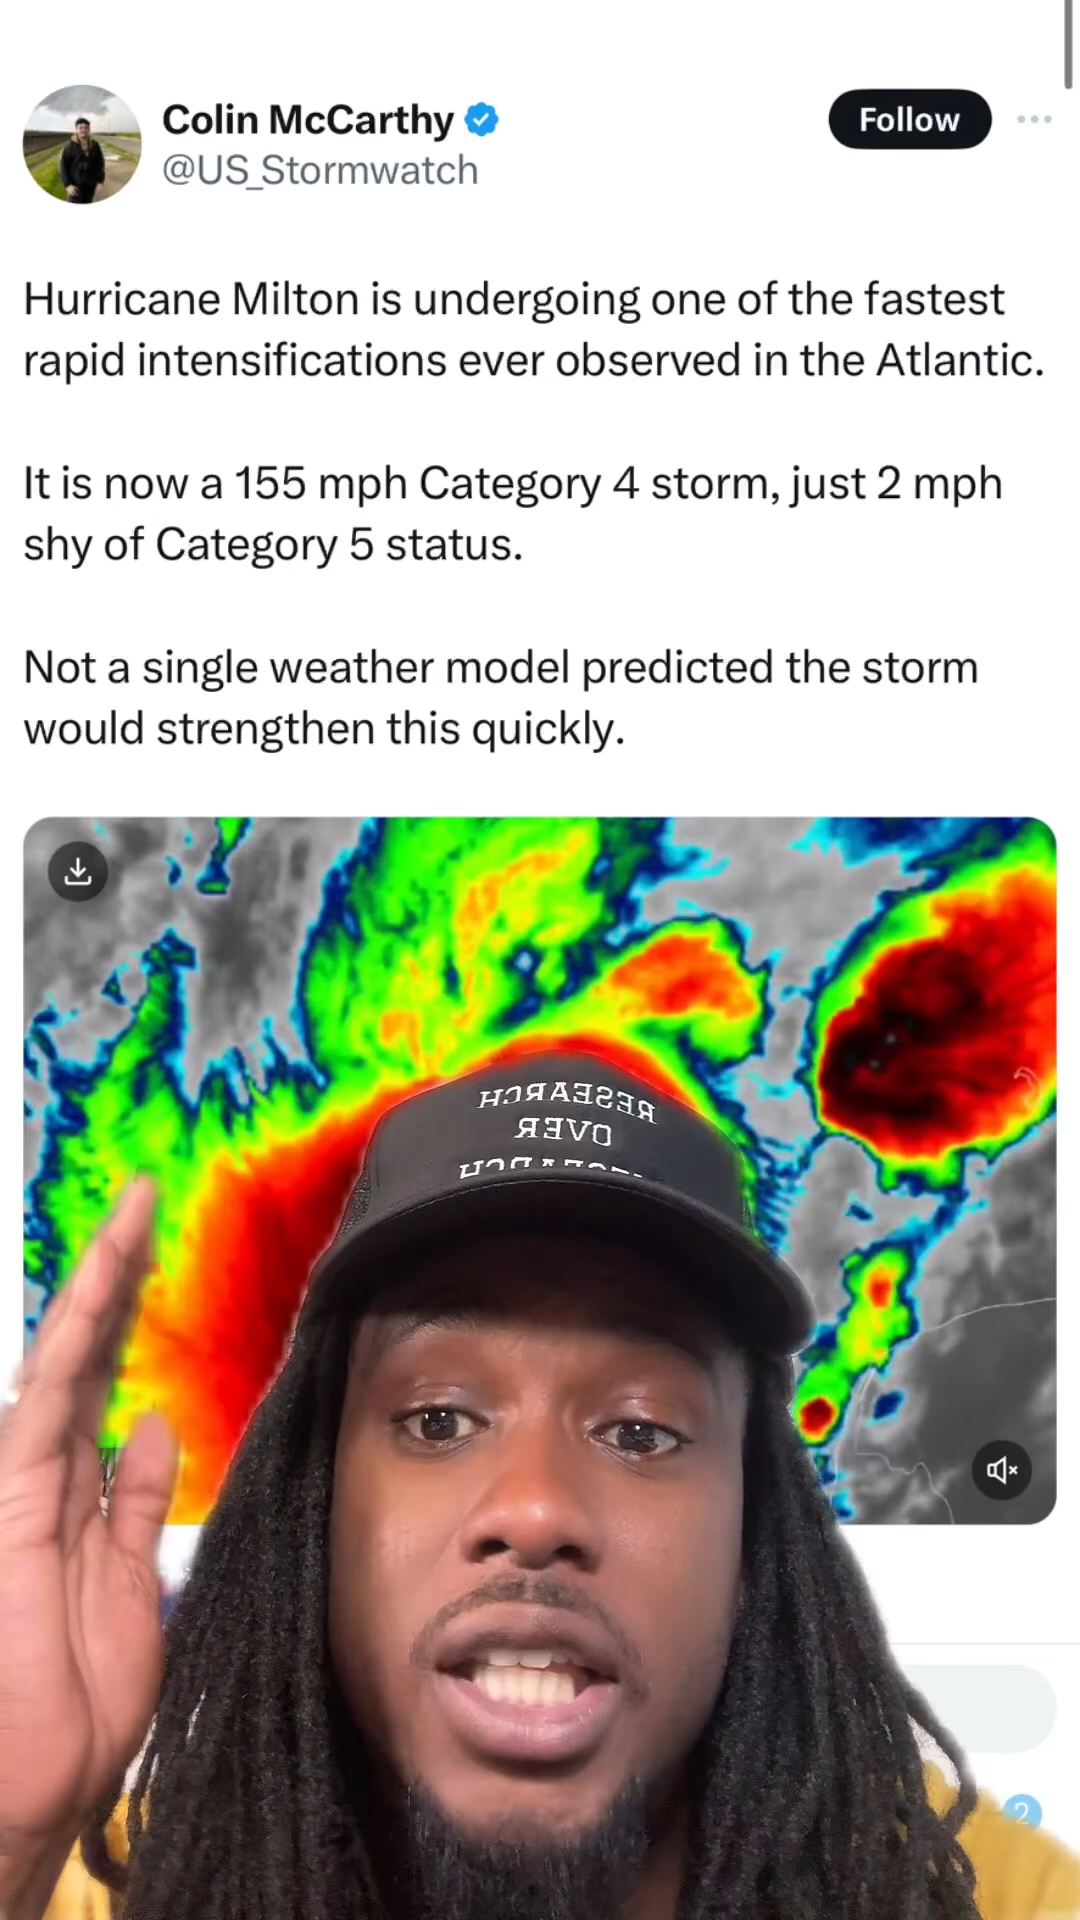 Colin McCarthy
Follow
@US_Stormwatch
Hurricane Milton is undergoing one of the fastest
rapid intensifications ever observed in the Atlantic.
It is now a 155 mph Category 4 storm, just 2 mph
shy of Category 5 status.
Not a single weather model predicted the storm
would strengthen this quickly.
RESEARCH
OVER
2